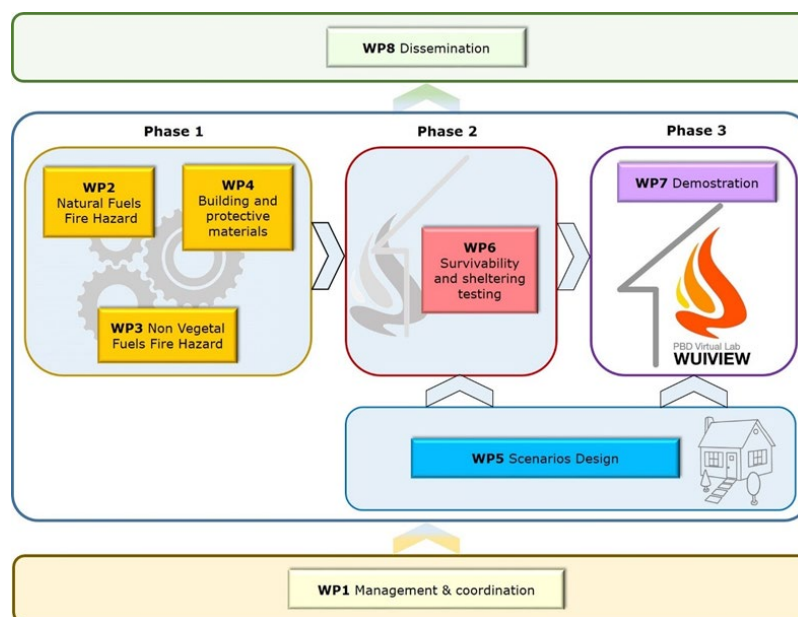 WP8 Dissemination
Phase 1
Phase 2
Phase 3
WP2
Natural Fuels
Fire Hazard
WP4
Building and
protective
materials
WP3 Non Vegetal
Fuels Fire Hazard
WP6
Survivability
and sheltering
testing
WP7 Demostration
PBD Virtual Lab
WUIVIEW
WP5 Scenarios Design
WP1 Management & coordination